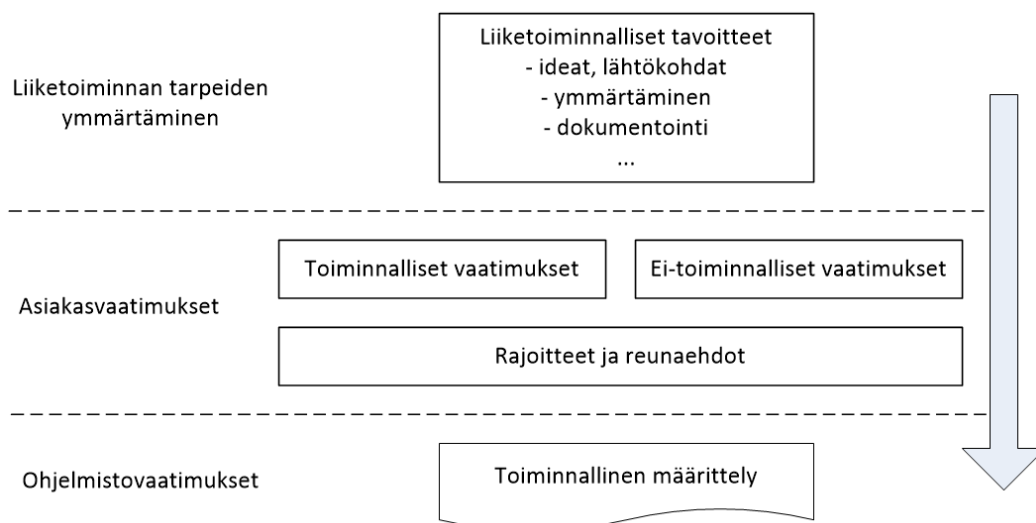 Liiketoiminnan tarpeiden
ymmärtäminen
Liiketoiminnalliset tavoitteet
- ideat, lähtökohdat
- ymmärtäminen
- dokumentointi
...
Asiakasvaatimukset
Toiminnalliset vaatimukset
Ei-toiminnalliset vaatimukset
Rajoitteet ja reunaehdot
Ohjelmistovaatimukset
Toiminnallinen määrittely